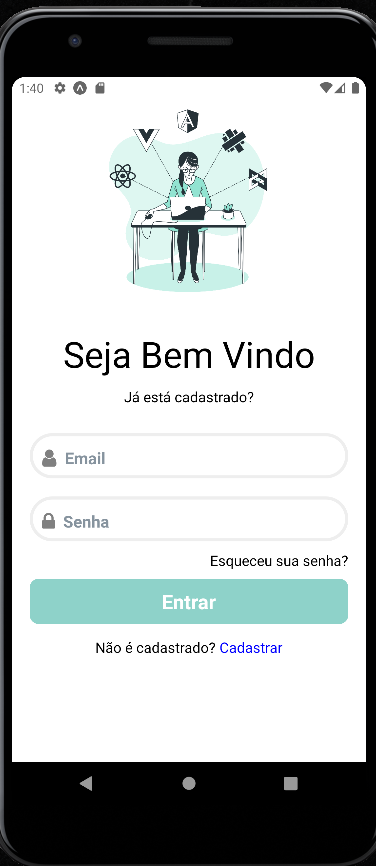 1:40
Seja Bem Vindo
Já está cadastrado?
Email
Senha
Esqueceu sua senha?
Entrar
Não é cadastrado? Cadastrar